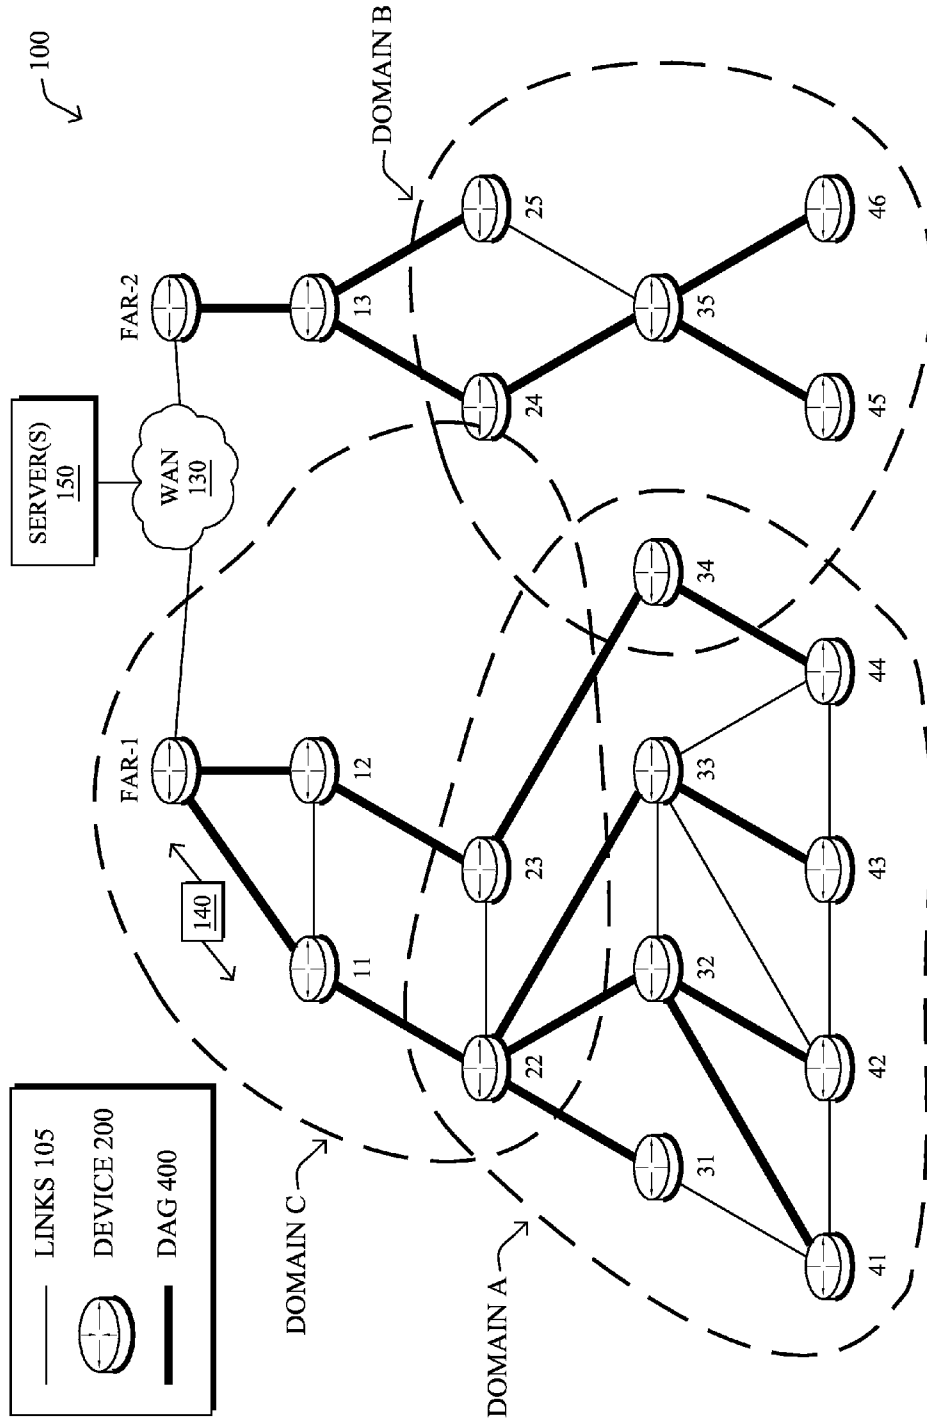 100
SERVER(S)
150
WAN
130
FAR-1
FAR-2
140
11
12
13
22
23
24
25
31
32
33
34
35
41
42
43
44
45
46
DOMAIN C
DOMAIN A
DOMAIN B
LINKS 105
DEVICE 200
DAG 400